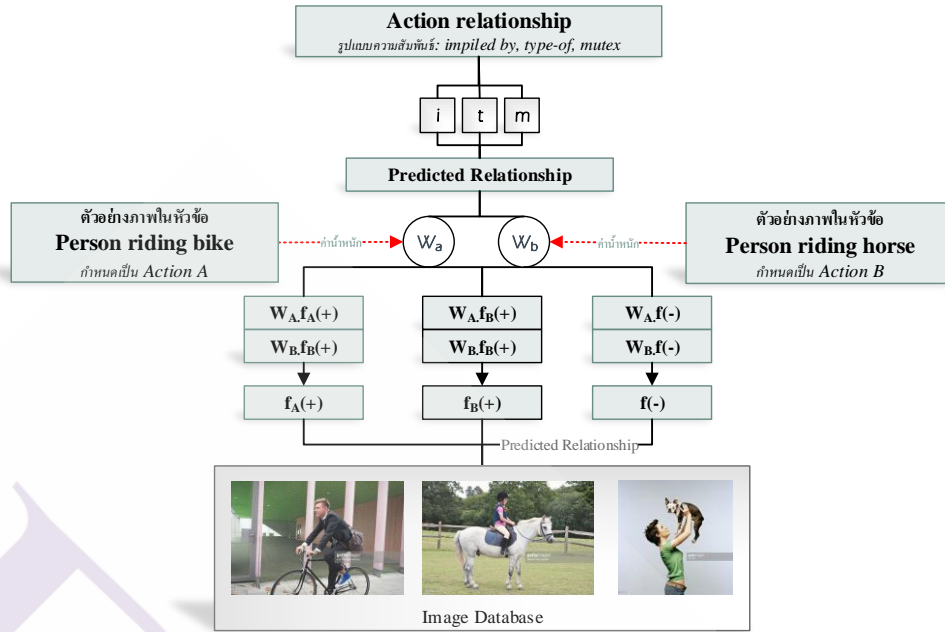 Action relationship
รูปแบบความสัมพันธ์: impiled by, type-of, mutex
i t m
Predicted Relationship
ตัวอย่างภาพในหัวข้อ
Person riding bike
กำหนดเป็น Action A
ค่าน้ำหนัก
Wa
Wb
ค่าน้ำหนัก
ตัวอย่างภาพในหัวข้อ
Person riding horse
กำหนดเป็น Action B
WA.fA(+)
WB.fB(+)
WA.fB(+)
WB.fB(+)
WA.f(-)
WB.f(-)
fA(+)
fB(+)
f(-)
Predicted Relationship
Image Database